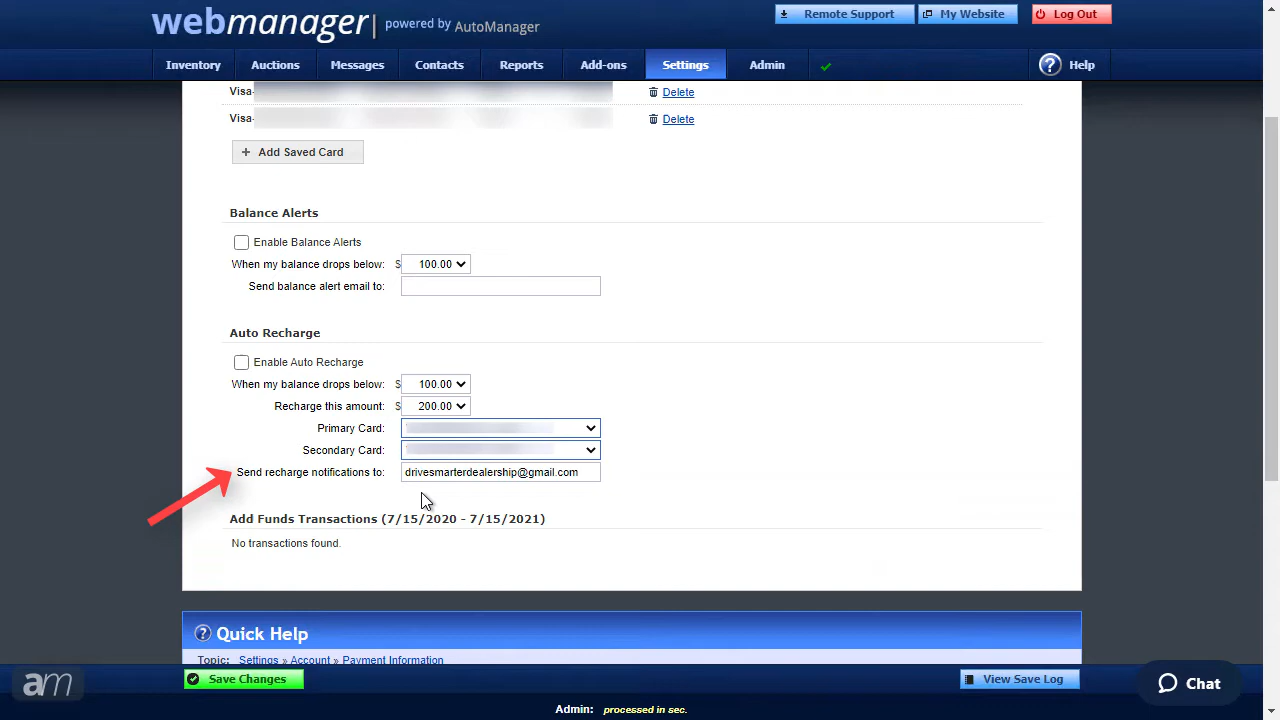 webmanager powered by AutoManager
Remote Support My Website Log Out
Inventory Auctions Messages Contacts Reports Add-ons Settings Admin Help
Visa- Delete
Visa- Delete
+ Add Saved Card
Balance Alerts
Enable Balance Alerts
When my balance drops below: $ 100.00
Send balance alert email to:
Auto Recharge
Enable Auto Recharge
When my balance drops below: $ 100.00
Recharge this amount: $ 200.00
Primary Card:
Secondary Card:
Send recharge notifications to: drivesmarterdealership@gmail.com
Add Funds Transactions (7/15/2020 - 7/15/2021)
No transactions found.
? Quick Help
Topic: Settings » Account » Payment Information
am Save Changes View Save Log Chat
Admin: processed in sec.